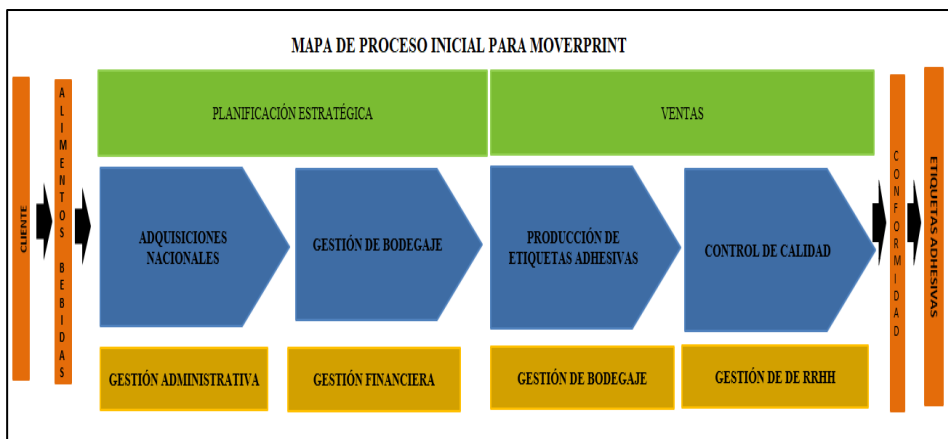 MAPA DE PROCESO INICIAL PARA MOVERPRINT
CLIENTE
ALIMENTOS BEBIDAS
PLANIFICACIÓN ESTRATÉGICA
VENTAS
ADQUISICIONES
NACIONALES
GESTIÓN DE BODEGAJE
PRODUCCIÓN DE
ETIQUETAS ADHESIVAS
CONTROL DE CALIDAD
GESTIÓN ADMINISTRATIVA
GESTIÓN FINANCIERA
GESTIÓN DE BODEGAJE
GESTIÓN DE DE RRHH
CONFORMIDAD
ETIQUETAS ADHESIVAS